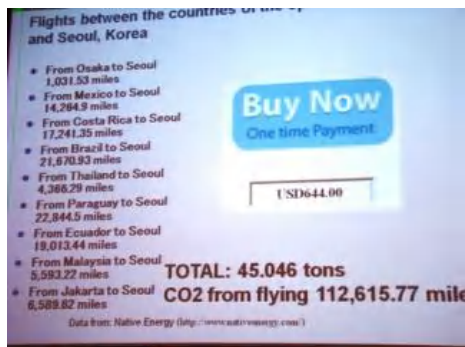 Flights between the countries of the
and Seoul, Korea
From Osaka to Seoul
1,031.53 miles
From Mexico to Seoul
14,264.9 miles
From Costa Rica to Seoul
17,241.35 miles
From Brazil to Seoul
21,670.93 miles
From Thailand to Seoul
4,366.29 miles
From Paraguay to Seoul
22,844.5 miles
From Ecuador to Seoul
19,013.44 miles
From Malaysia to Seoul
5,593.22 miles
From Jakarta to Seoul
6,589.62 miles
Buy Now
One time Payment
USD644.00
TOTAL: 45.046 tons
CO2 from flying 112,615.77 mile
Data from: Native Energy (http://www.nativeenergy.com/)